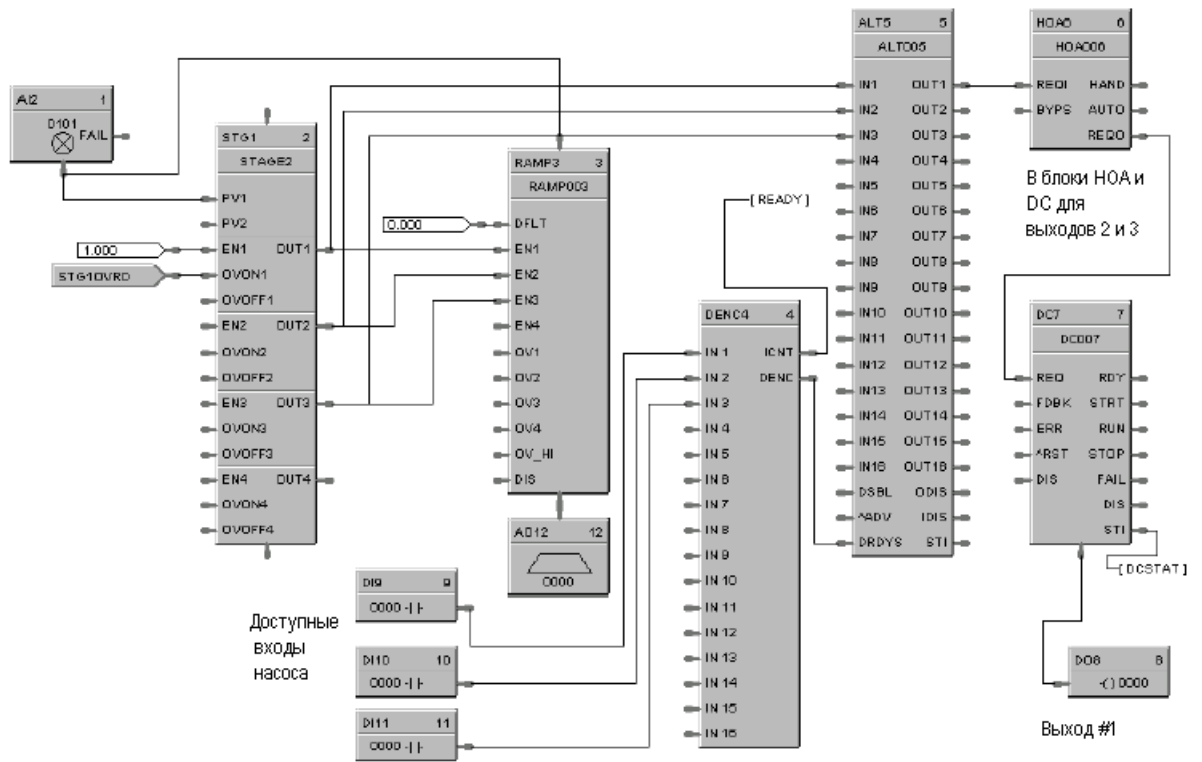 AI2 1
0101
FAIL
STG1 2
STAGE2
PV1
PV2
EN1 OUT1
OVON1
OVOFF1
EN2 OUT2
OVON2
OVOFF2
EN3 OUT3
OVON3
OVOFF3
EN4 OUT4
OVON4
OVOFF4
1.000
STG1OVRD
RAMP3 3
RAMP003
DFLT
EN1
EN2
EN3
EN4
OV1
OV2
OV3
OV4
OV_HI
DIS
0.000
AO12 12
0000
DI9 9
0000 -| |-
DI10 10
0000 -| |-
DI11 11
0000 -| |-
Доступные
входы
насоса
[ READY ]
DENC4 4
IN 1 ICNT
IN 2 DENC
IN 3
IN 4
IN 5
IN 6
IN 7
IN 8
IN 9
IN 10
IN 11
IN 12
IN 13
IN 14
IN 15
IN 16
ALT5 5
ALT005
IN1 OUT1
IN2 OUT2
IN3 OUT3
IN4 OUT4
IN5 OUT5
IN6 OUT6
IN7 OUT7
IN8 OUT8
IN9 OUT9
IN10 OUT10
IN11 OUT11
IN12 OUT12
IN13 OUT13
IN14 OUT14
IN15 OUT15
IN16 OUT16
DSBL ODIS
^ADV IDIS
DRDYS STI
HOA6 6
HOA006
REQI HAND
BYPS AUTO
REQO
В блоки HOA и
DC для
выходов 2 и 3
DC7 7
DC007
REQ RDY
FDBK STRT
ERR RUN
^RST STOP
DIS FAIL
DIS
STI
[ DCSTAT ]
DO8 8
-( ) 0000
Выход #1